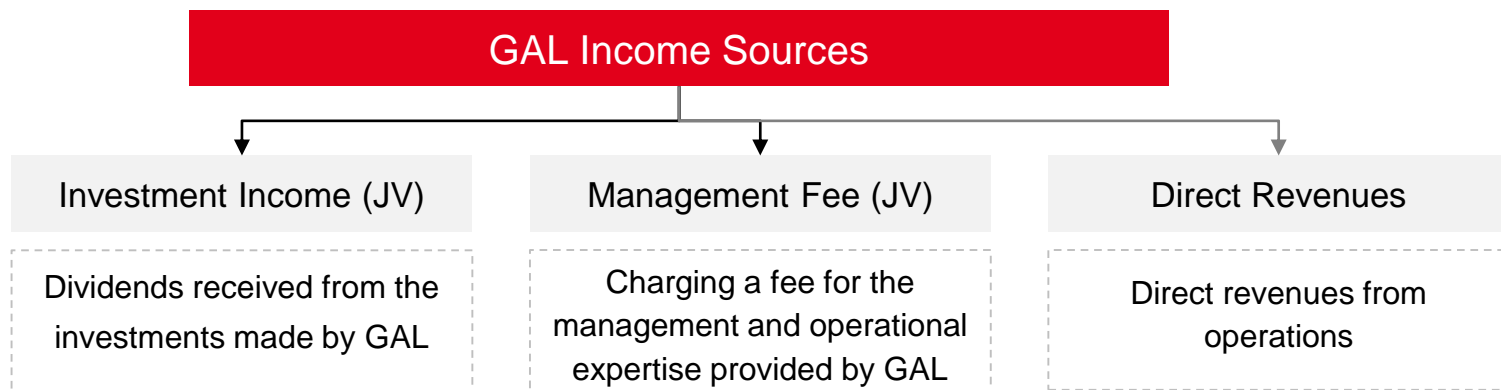 GAL Income Sources
Investment Income (JV)
Dividends received from the
investments made by GAL
Management Fee (JV)
Charging a fee for the
management and operational
expertise provided by GAL
Direct Revenues
Direct revenues from
operations